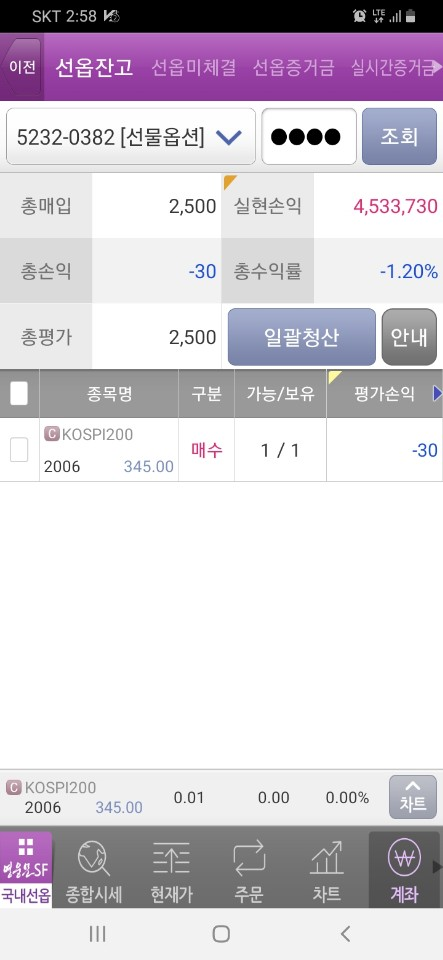 SKT 2:58 LTE
이전 선옵잔고 선옵미체결 선옵증거금 실시간증거금
5232-0382 [선물옵션] ●●●● 조회
총매입 2,500 실현손익 4,533,730
총손익 -30 총수익률 -1.20%
총평가 2,500 일괄청산 안내
종목명 구분 가능/보유 평가손익
C KOSPI200
2006 345.00 매수 1 / 1 -30
C KOSPI200
2006 345.00 0.01 0.00 0.00% 차트
영웅문SF
국내선옵 종합시세 현재가 주문 차트 계좌